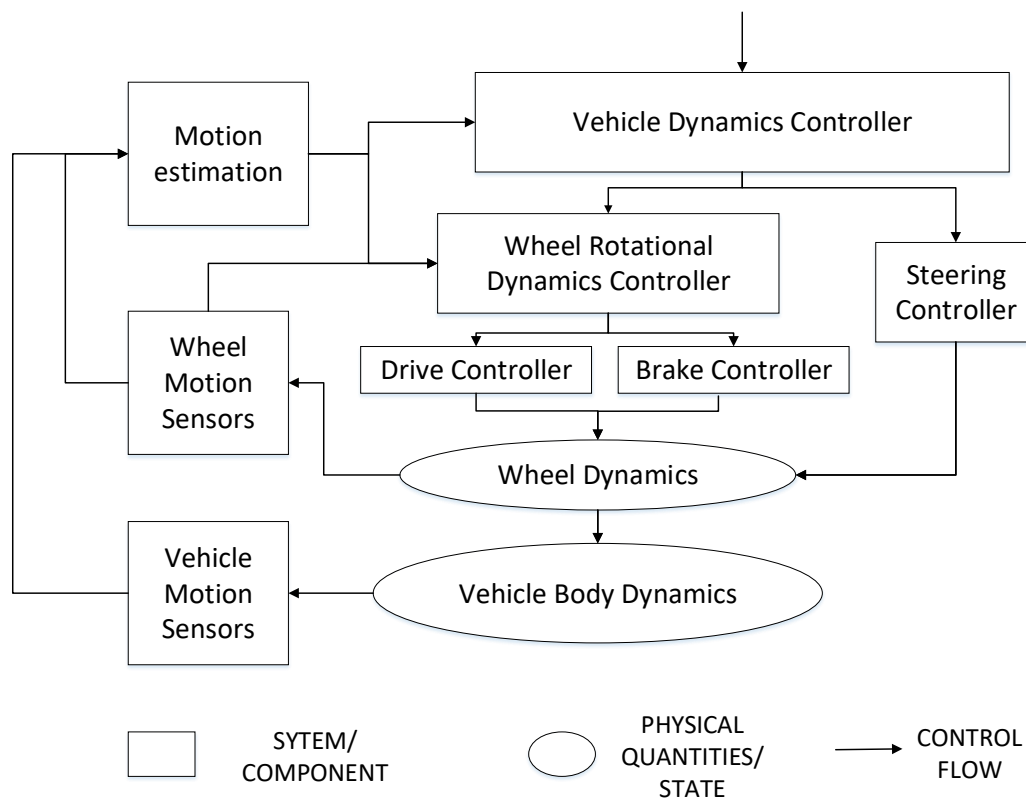 Motion
estimation
Vehicle Dynamics Controller
Wheel Rotational
Dynamics Controller
Steering
Controller
Wheel
Motion
Sensors
Drive Controller
Brake Controller
Wheel Dynamics
Vehicle
Motion
Sensors
Vehicle Body Dynamics
SYTEM/
COMPONENT
PHYSICAL
QUANTITIES/
STATE
CONTROL
FLOW